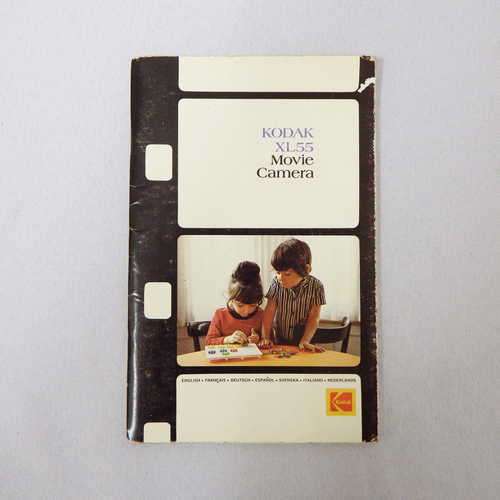 KODAK
XL55
Movie
Camera
ENGLISH • FRANÇAIS • DEUTSCH • ESPAÑOL • SVENSKA • ITALIANO • NEDERLANDS
Kodak